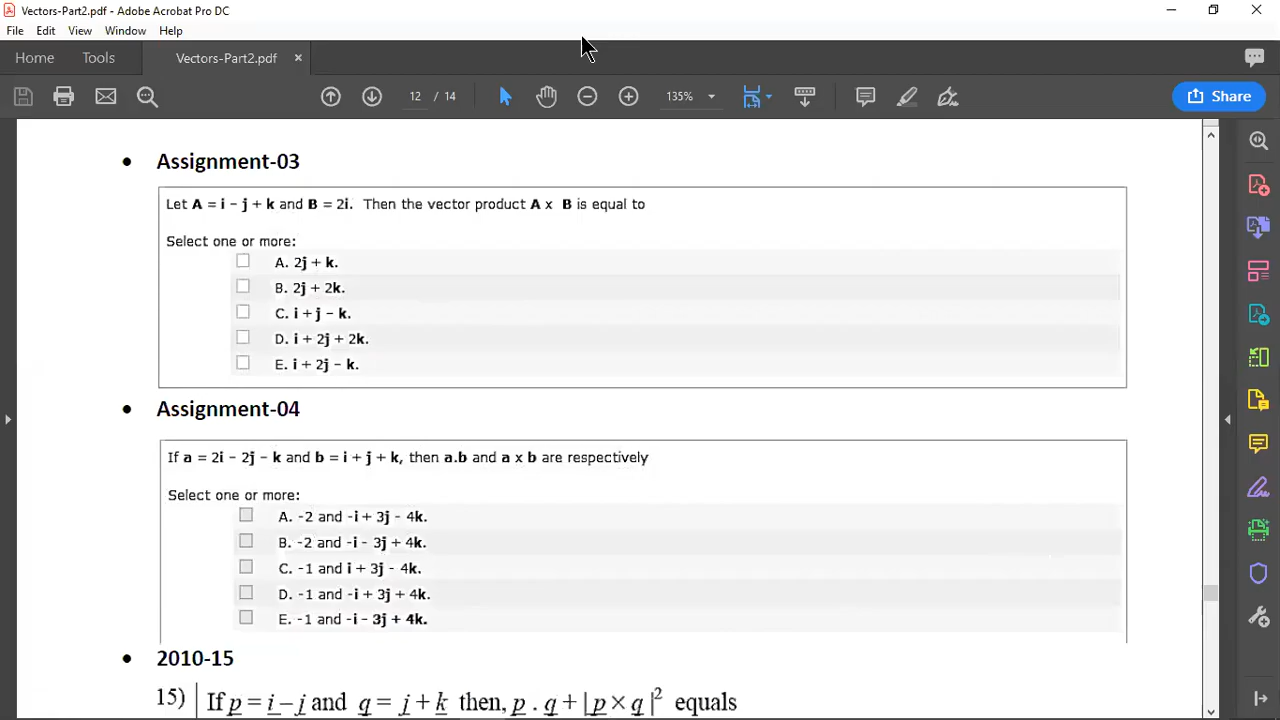 Vectors-Part2.pdf - Adobe Acrobat Pro DC
File Edit View Window Help
Home Tools Vectors-Part2.pdf ×
12 / 14 135% Share
• Assignment-03
Let A = i − j + k and B = 2i. Then the vector product A x B is equal to
Select one or more:
A. 2j + k.
B. 2j + 2k.
C. i + j − k.
D. i + 2j + 2k.
E. i + 2j − k.
• Assignment-04
If a = 2i − 2j − k and b = i + j + k, then a.b and a x b are respectively
Select one or more:
A. -2 and -i + 3j − 4k.
B. -2 and -i − 3j + 4k.
C. -1 and i + 3j − 4k.
D. -1 and -i + 3j + 4k.
E. -1 and -i − 3j + 4k.
• 2010-15
15) If p = i − j and q = j + k then, p . q + | p × q |² equals